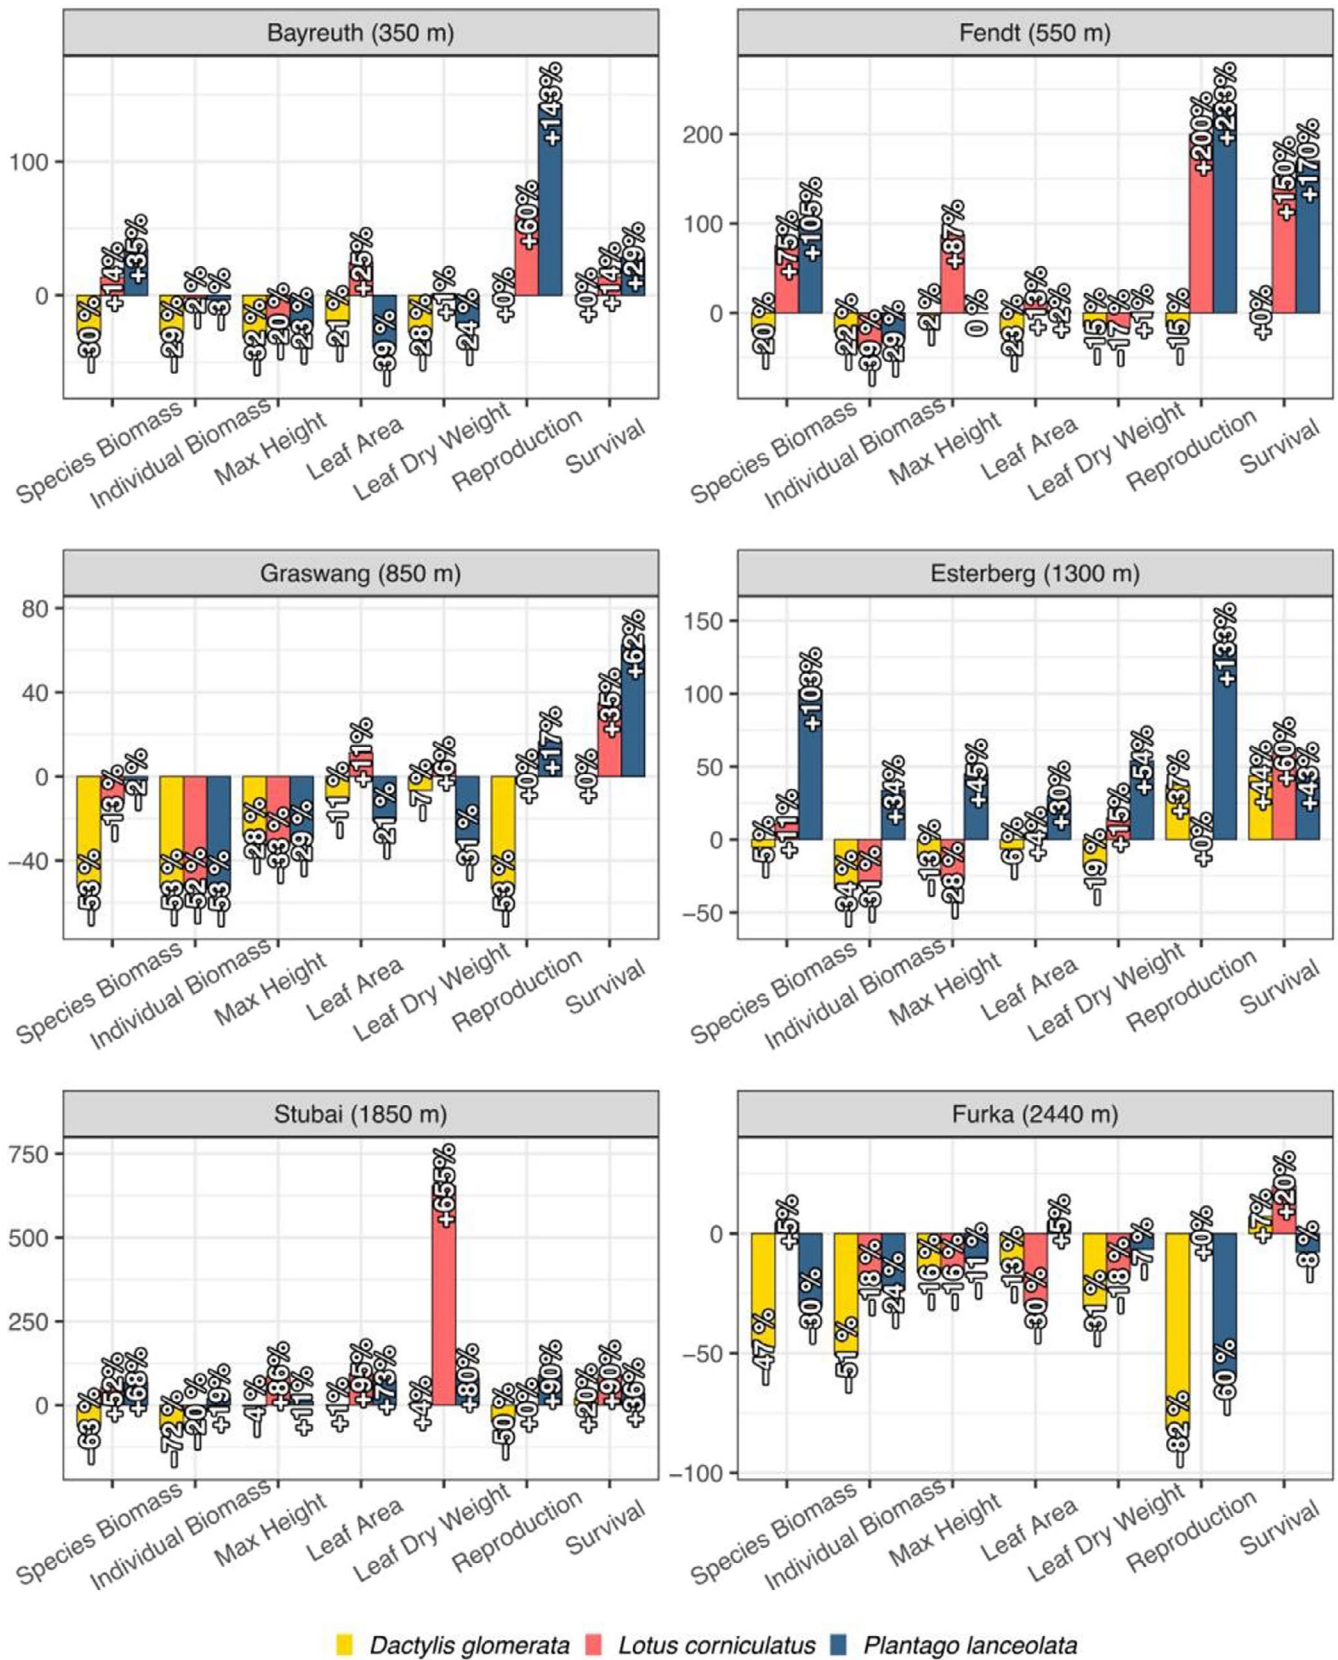 Bayreuth (350 m)
100
0
−30 %
+14%
+35%
−29 %
−2 %
−3 %
−32 %
−20 %
−23 %
−21 %
+25%
−39 %
−28 %
+1%
−24 %
+0%
+60%
+143%
+0%
+14%
+29%
Species Biomass
Individual Biomass
Max Height
Leaf Area
Leaf Dry Weight
Reproduction
Survival
Fendt (550 m)
200
100
0
−20 %
+75%
+105%
−22 %
−39 %
−29 %
−2 %
+87%
0 %
−23 %
+13%
+2%
−15 %
−17 %
+1%
−15 %
+200%
+233%
+0%
+150%
+170%
Species Biomass
Individual Biomass
Max Height
Leaf Area
Leaf Dry Weight
Reproduction
Survival
Graswang (850 m)
80
40
0
−40
−53 %
−13 %
−2 %
−53 %
−52 %
−53 %
−28 %
−33 %
−29 %
−11 %
+11%
−21 %
−7 %
+6%
−31 %
−53 %
+0%
+17%
+0%
+35%
+62%
Species Biomass
Individual Biomass
Max Height
Leaf Area
Leaf Dry Weight
Reproduction
Survival
Esterberg (1300 m)
150
100
50
0
−50
−5 %
+11%
+103%
−34 %
−31 %
+34%
−13 %
−28 %
+45%
−6 %
+4%
+30%
−19 %
+15%
+54%
+37%
+0%
+133%
+44%
+60%
+43%
Species Biomass
Individual Biomass
Max Height
Leaf Area
Leaf Dry Weight
Reproduction
Survival
Stubai (1850 m)
750
500
250
0
−63 %
+52%
+68%
−72 %
−20 %
+19%
−4 %
+86%
+11%
+1%
+95%
+73%
+4%
+655%
+80%
−50 %
+0%
+90%
+20%
+90%
+36%
Species Biomass
Individual Biomass
Max Height
Leaf Area
Leaf Dry Weight
Reproduction
Survival
Furka (2440 m)
0
−50
−100
−47 %
+5%
−30 %
−51 %
−18 %
−24 %
−16 %
−16 %
−11 %
−13 %
−30 %
+5%
−31 %
−18 %
−7 %
−82 %
+0%
−60 %
+7%
+20%
−8 %
Species Biomass
Individual Biomass
Max Height
Leaf Area
Leaf Dry Weight
Reproduction
Survival
Dactylis glomerata
Lotus corniculatus
Plantago lanceolata